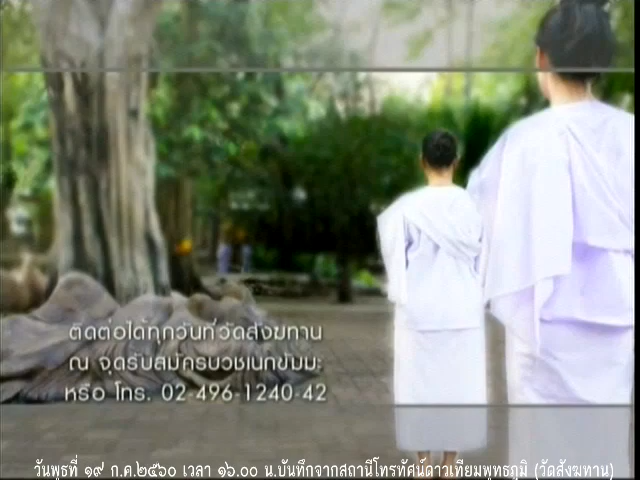 ติดต่อได้ทุกวันที่วัดสังฆทาน
ณ จุดรับสมัครบวชเนกขัมมะ
หรือ โทร. 02-496-1240-42
วันพุธที่ ๑๙ ก.ค.๒๕๖๐ เวลา ๑๖.๐๐ น.บันทึกจากสถานีโทรทัศน์ดาวเทียมพุทธภูมิ (วัดสังฆทาน)